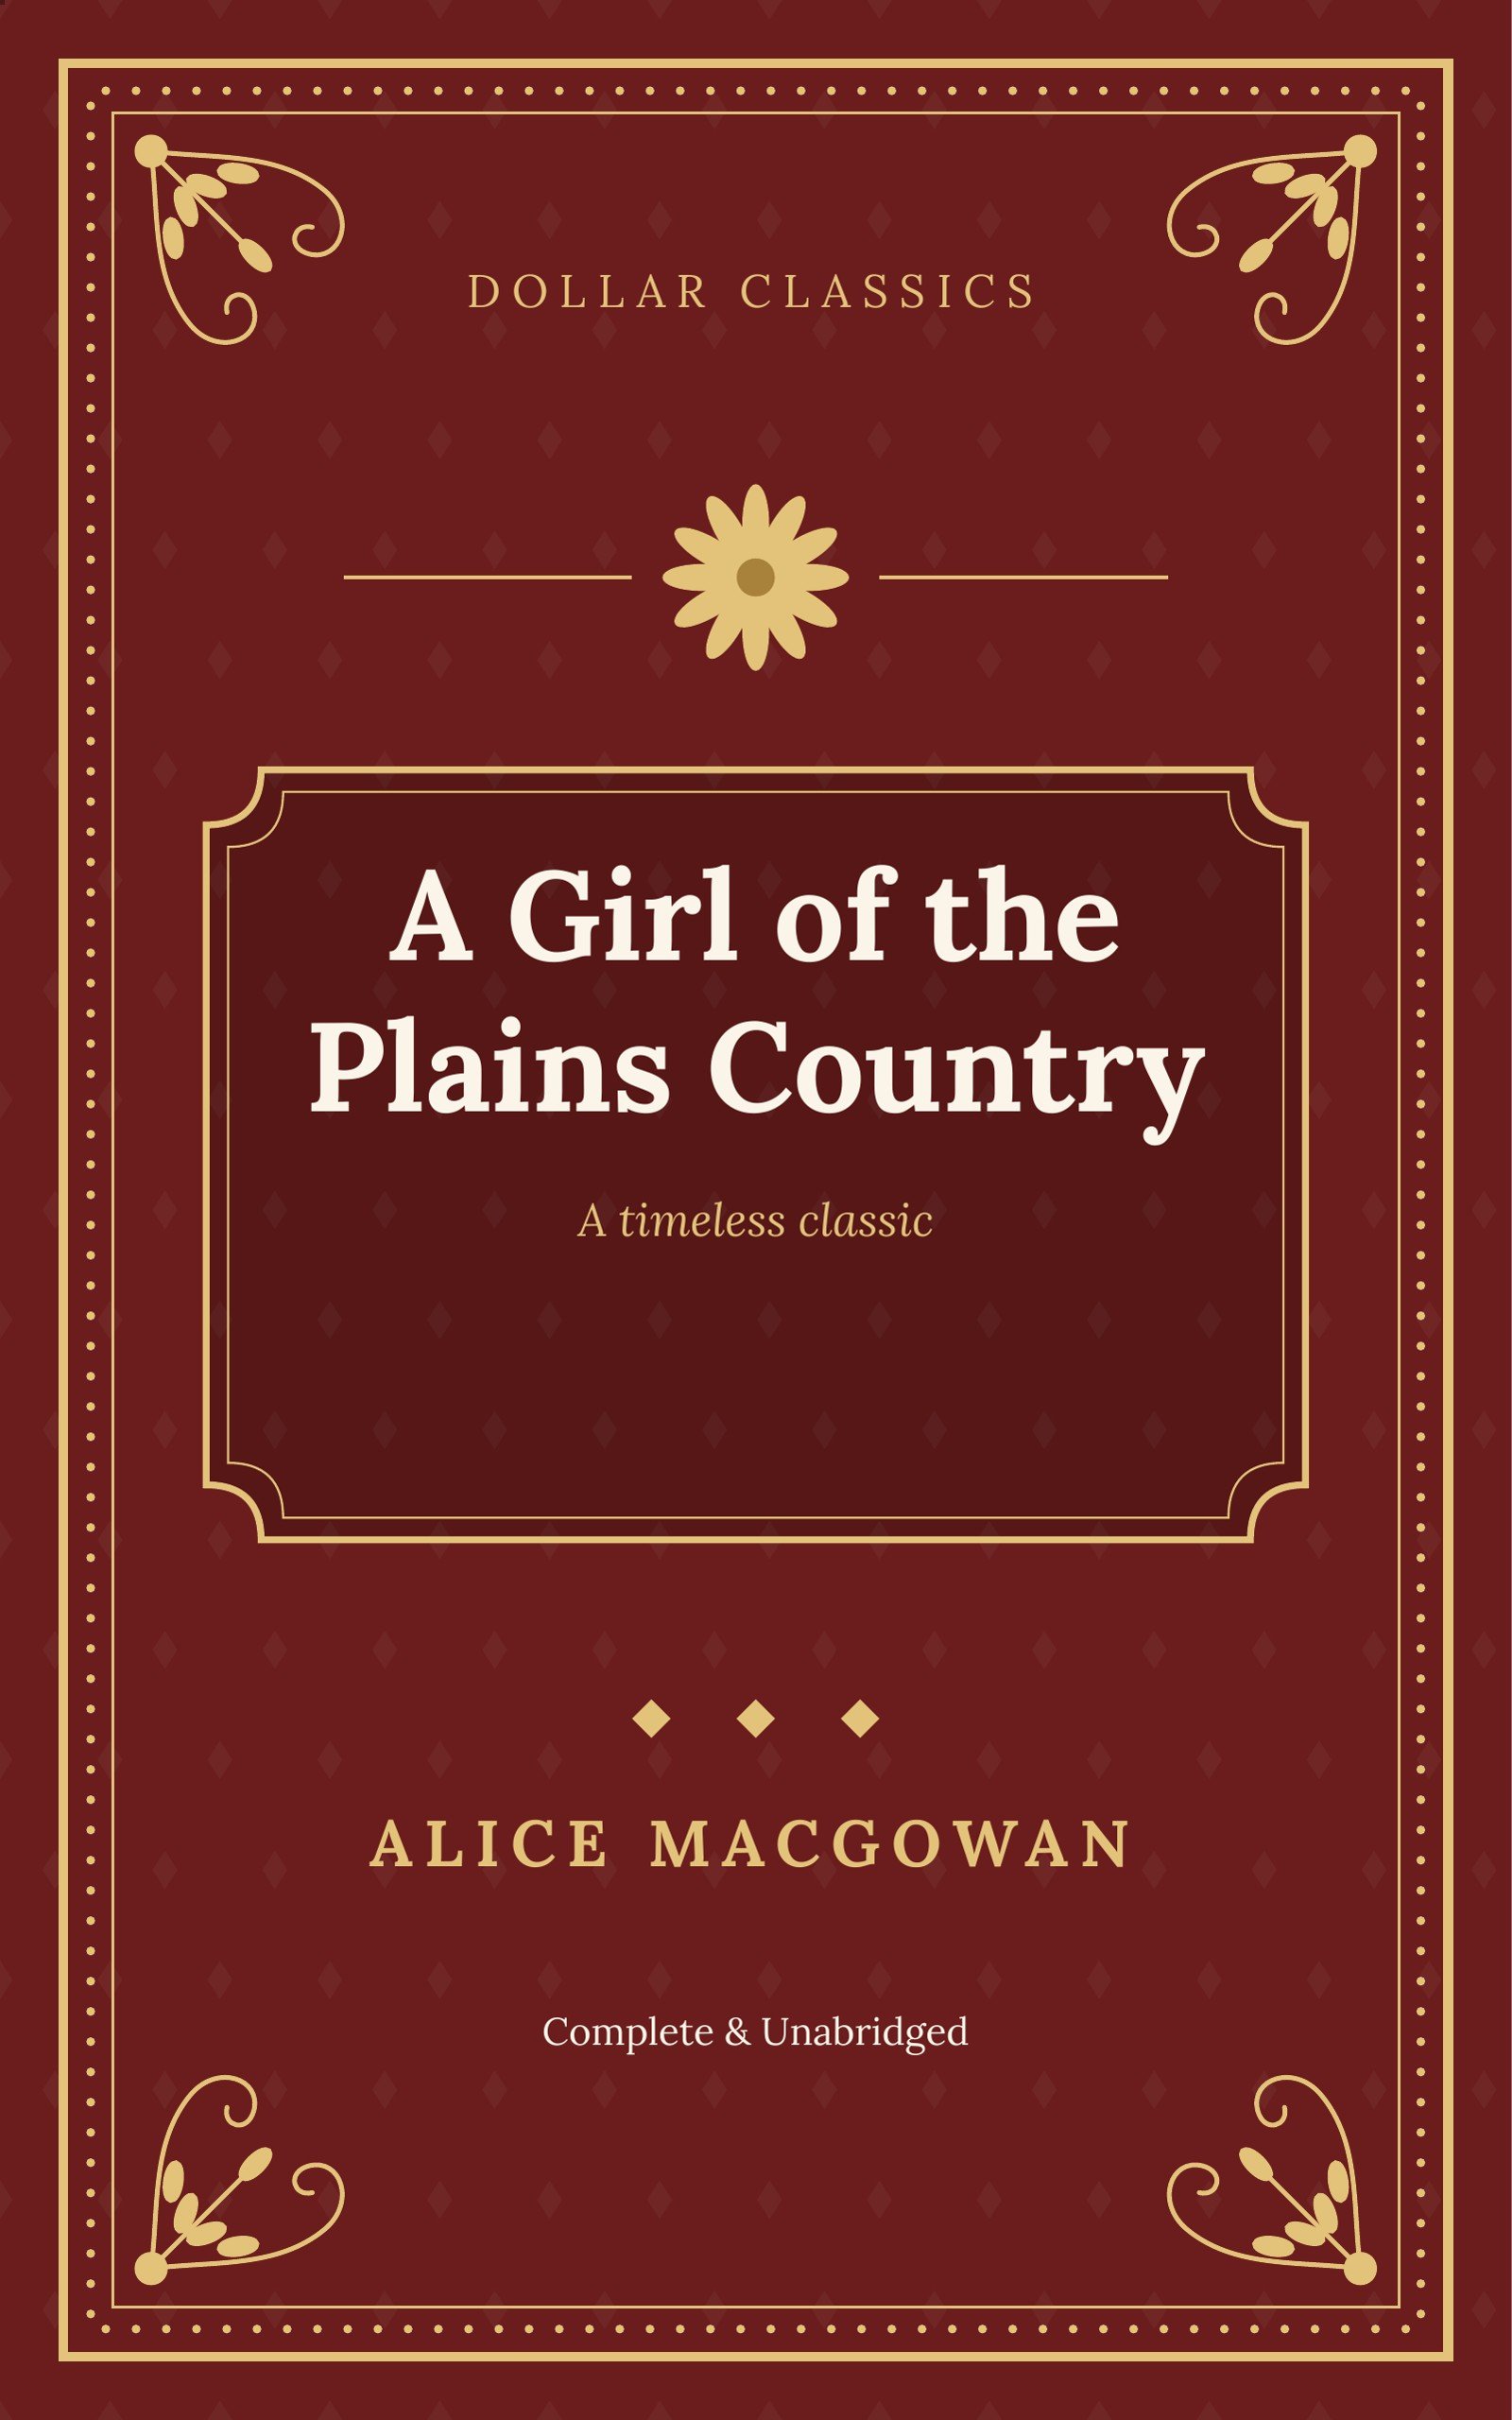 DOLLAR CLASSICS
A Girl of the
Plains Country
A timeless classic
ALICE MACGOWAN
Complete & Unabridged